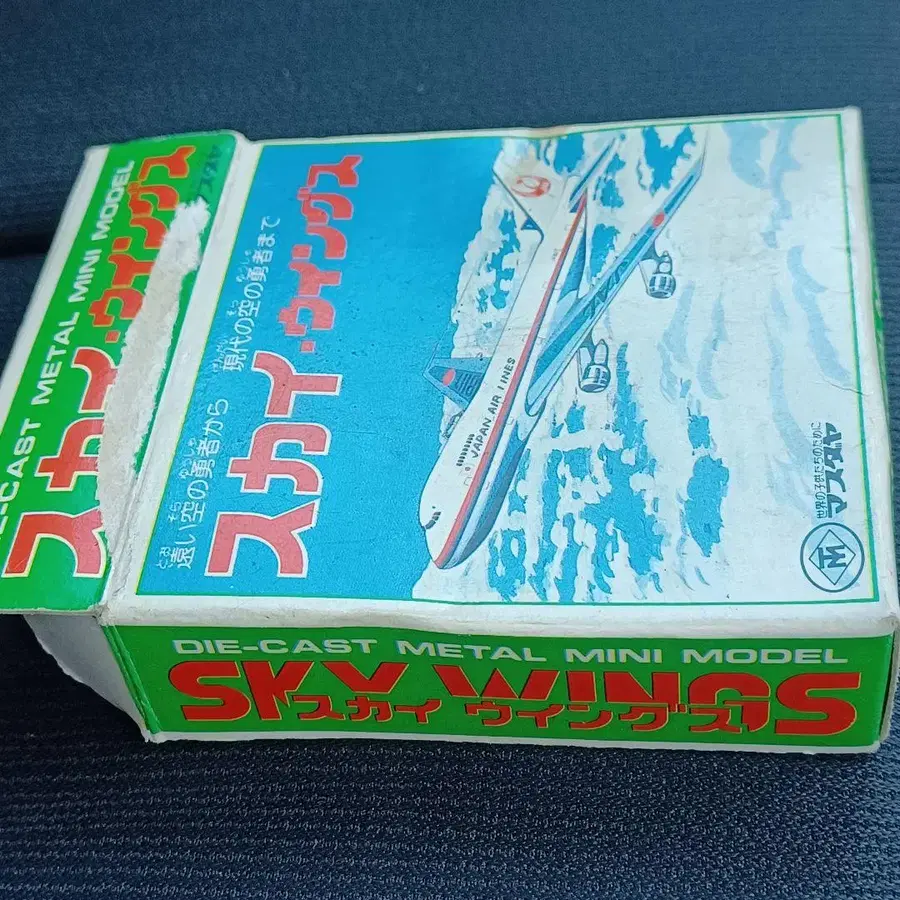 DIE-CAST METAL MINI MODEL
スカイ・ウイングス
遠い空の勇者から 現代の空の勇者まで
スカイ・ウイングス
JAPAN AIR LINES
世界の子供たちのために
マスダヤ
TM
DIE-CAST METAL MINI MODEL
SKY WINGS
スカイ ウイングス